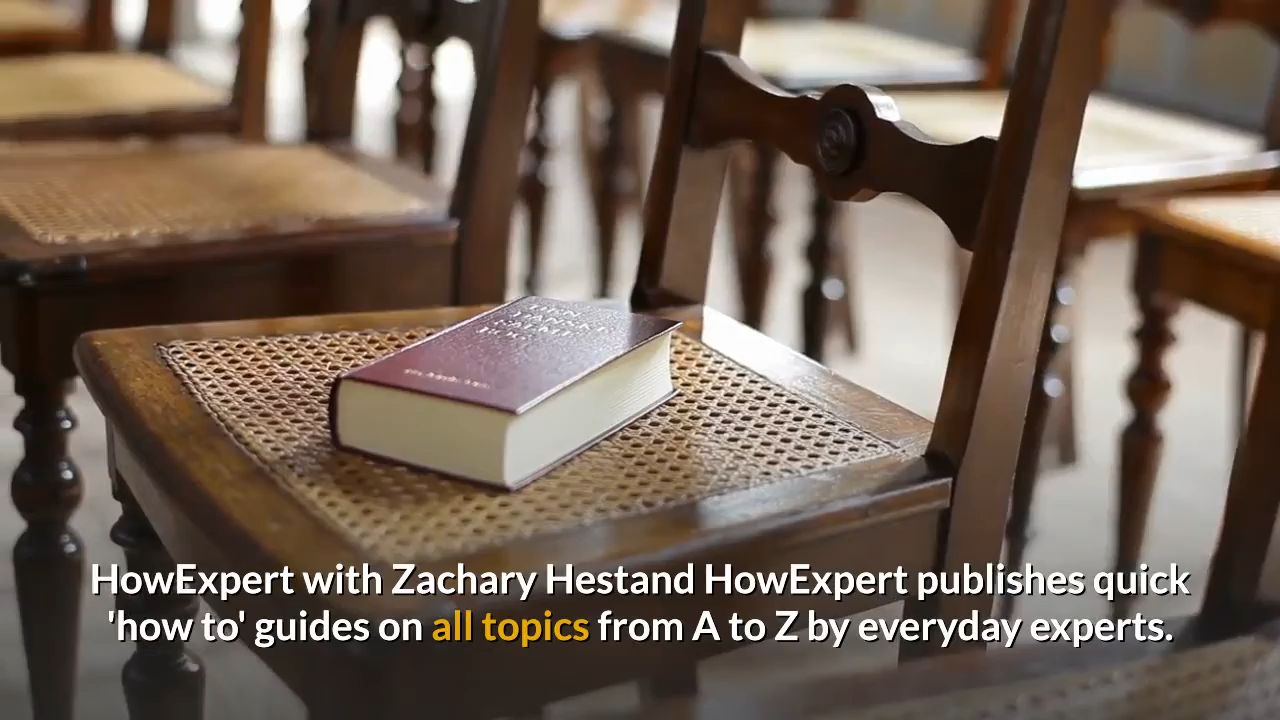 HowExpert with Zachary Hestand HowExpert publishes quick
'how to' guides on all topics from A to Z by everyday experts.